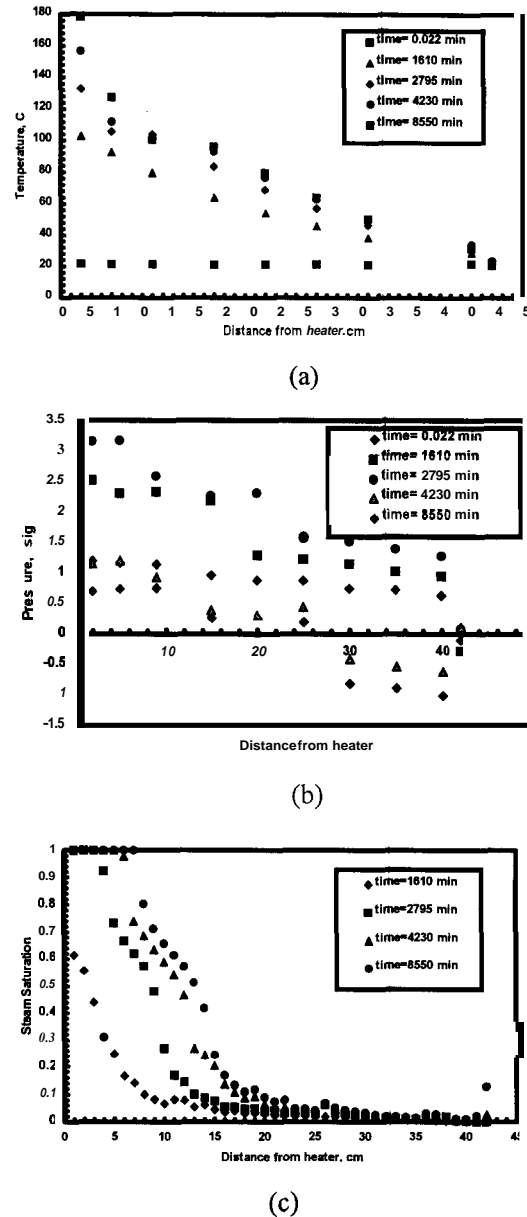 180
160
140
120
100
80
60
40
20
0
Temperature, C
time= 0.022 min
time= 1610 min
time= 2795 min
time= 4230 min
time= 8550 min
0 5 1 0 1 5 2 0 2 5 3 0 3 5 4 0 4 5
Distance from heater.cm
(a)
3.5
3
2.5
2
1.5
1
0.5
0
0.5
1
-1.5
Pres ure, sig
time= 0.022 min
time= 1610 min
time= 2795 min
time= 4230 min
time= 8550 min
10 20 30 40
Distance from heater
(b)
1
0.9
0.8
0.7
0.6
0.5
0.4
0.3
0.2
0.1
0
Steam Saturation
time=1610 min
time=2795 min
time=4230 min
time=8550 min
0 5 10 15 20 25 30 35 40 45
Distance from heater, cm
(c)